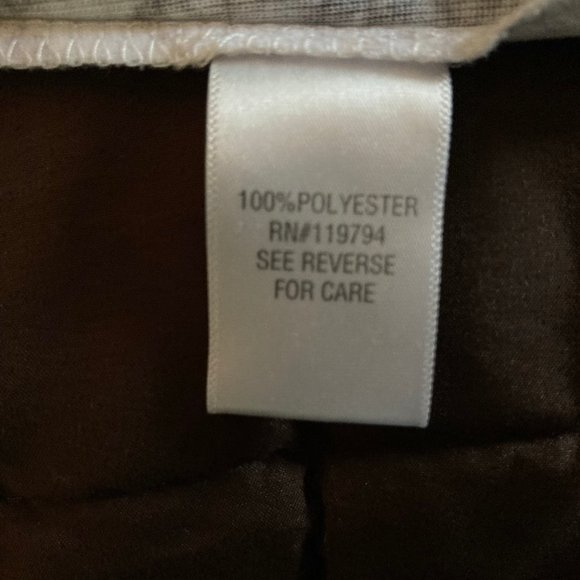 100%POLYESTER
RN#119794
SEE REVERSE
FOR CARE